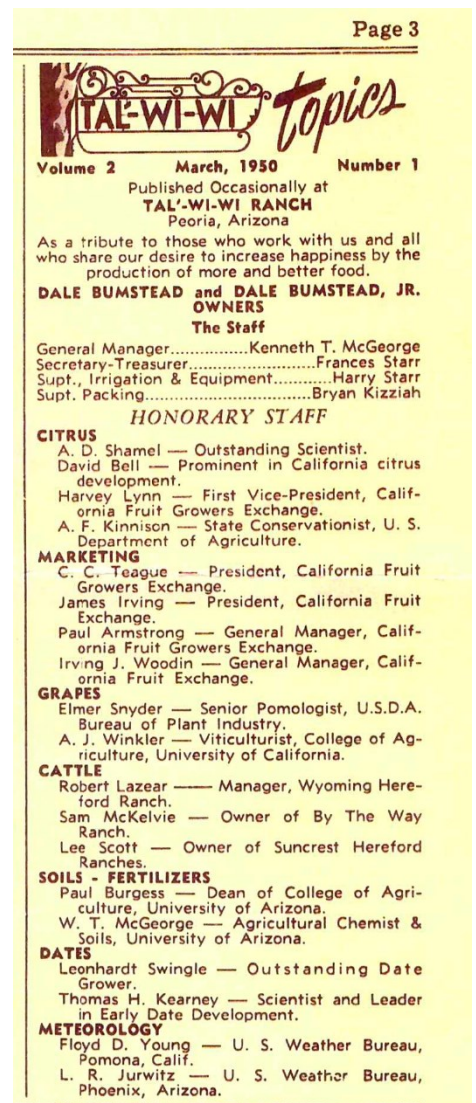 Page 3
TAL'-WI-WI topics
Volume 2 March, 1950 Number 1
Published Occasionally at
TAL'-WI-WI RANCH
Peoria, Arizona
As a tribute to those who work with us and all
who share our desire to increase happiness by the
production of more and better food.
DALE BUMSTEAD and DALE BUMSTEAD, JR.
OWNERS
The Staff
General Manager...............Kenneth T. McGeorge
Secretary-Treasurer........................Frances Starr
Supt., Irrigation & Equipment...........Harry Starr
Supt. Packing................................Bryan Kizziah
HONORARY STAFF
CITRUS
A. D. Shamel — Outstanding Scientist.
David Bell — Prominent in California citrus
development.
Harvey Lynn — First Vice-President, Calif-
ornia Fruit Growers Exchange.
A. F. Kinnison — State Conservationist, U. S.
Department of Agriculture.
MARKETING
C. C. Teague — President, California Fruit
Growers Exchange.
James Irving — President, California Fruit
Exchange.
Paul Armstrong — General Manager, Calif-
ornia Fruit Growers Exchange.
Irving J. Woodin — General Manager, Calif-
ornia Fruit Exchange.
GRAPES
Elmer Snyder — Senior Pomologist, U.S.D.A.
Bureau of Plant Industry.
A. J. Winkler — Viticulturist, College of Ag-
riculture, University of California.
CATTLE
Robert Lazear —— Manager, Wyoming Here-
ford Ranch.
Sam McKelvie — Owner of By The Way
Ranch.
Lee Scott — Owner of Suncrest Hereford
Ranches.
SOILS - FERTILIZERS
Paul Burgess — Dean of College of Agri-
culture, University of Arizona.
W. T. McGeorge — Agricultural Chemist &
Soils, University of Arizona.
DATES
Leonhardt Swingle — Outstanding Date
Grower.
Thomas H. Kearney — Scientist and Leader
in Early Date Development.
METEOROLOGY
Floyd D. Young — U. S. Weather Bureau,
Pomona, Calif.
L. R. Jurwitz — U. S. Weather Bureau,
Phoenix, Arizona.